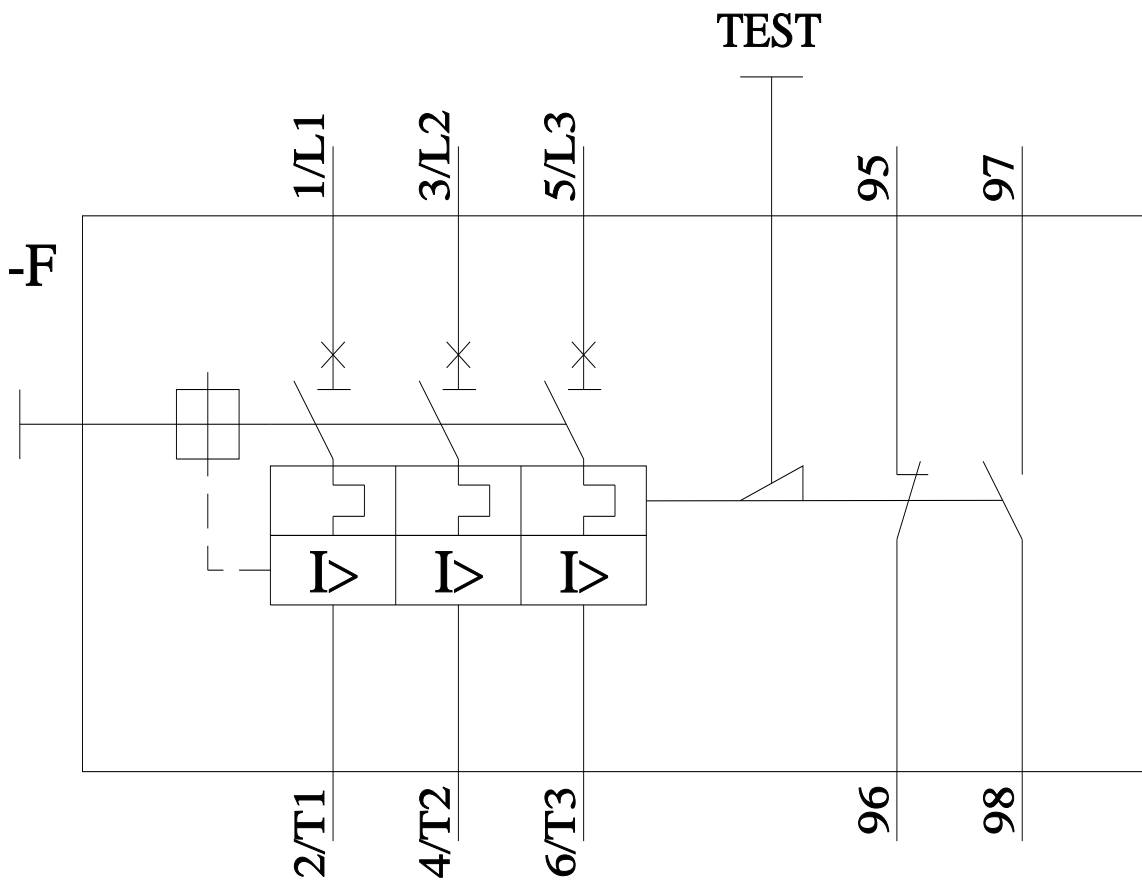 TEST
1/L1
3/L2
5/L3
95
97
-F
I>
I>
I>
2/T1
4/T2
6/T3
96
98